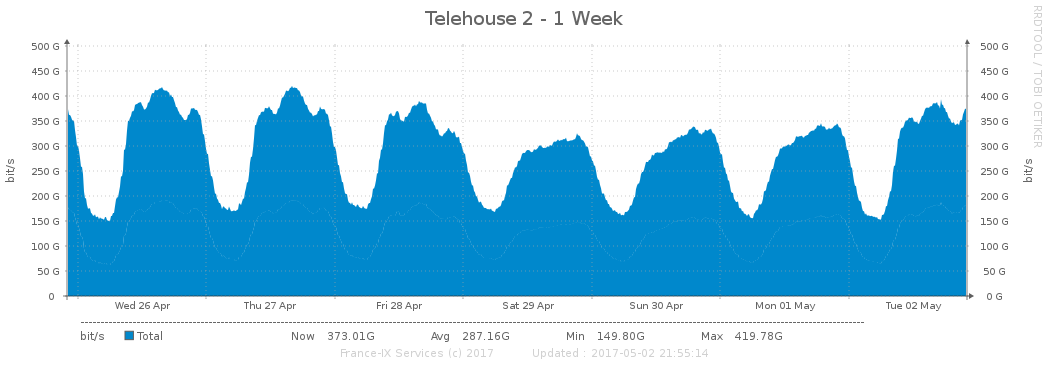 Telehouse 2 - 1 Week
RRDTOOL / TOBI OETIKER
500 G 500 G
450 G 450 G
400 G 400 G
350 G 350 G
300 G 300 G
250 G 250 G
200 G 200 G
150 G 150 G
100 G 100 G
50 G 50 G
0 0 G
bit/s bit/s
Wed 26 Apr Thu 27 Apr Fri 28 Apr Sat 29 Apr Sun 30 Apr Mon 01 May Tue 02 May
bit/s Total Now 373.01G Avg 287.16G Min 149.80G Max 419.78G
France-IX Services (c) 2017 Updated : 2017-05-02 21:55:14